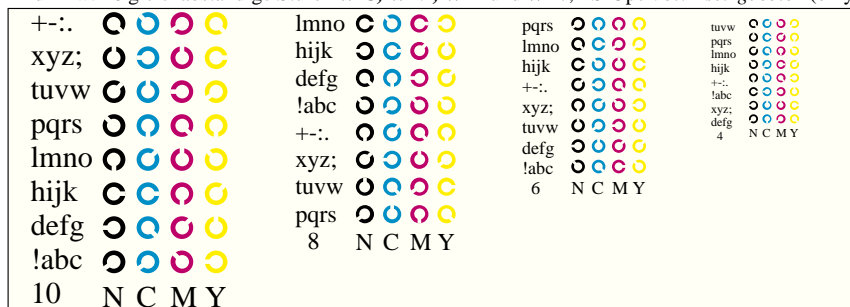 +-:.
xyz;
tuvw
pqrs
lmno
hijk
defg
!abc
10 N C M Y
lmno
hijk
defg
!abc
+-:.
xyz;
tuvw
pqrs
8 N C M Y
pqrs
lmno
hijk
+-:.
xyz;
tuvw
defg
!abc
6 N C M Y
tuvw
pqrs
lmno
hijk
+-:.
!abc
xyz;
defg
4 N C M Y